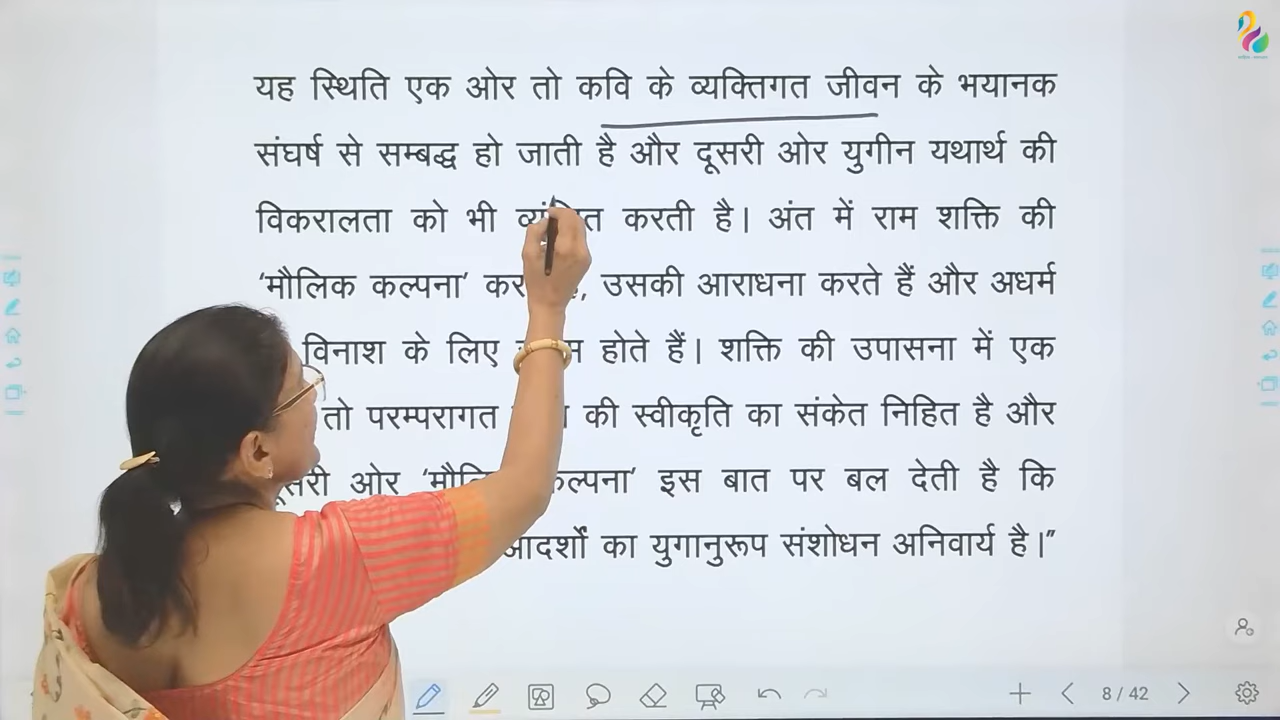 यह स्थिति एक ओर तो कवि के व्यक्तिगत जीवन के भयानक
संघर्ष से सम्बद्ध हो जाती है और दूसरी ओर युगीन यथार्थ की
विकरालता को भी करती है। अंत में राम शक्ति की
‘मौलिक कल्पना’ उसकी आराधना करते हैं और अधर्म
विनाश के लिए होते हैं। शक्ति की उपासना में एक
तो परम्परागत की स्वीकृति का संकेत निहित है और
ओर इस बात पर बल देती है कि
आदर्शों का युगानुरूप संशोधन अनिवार्य है।”
8 / 42